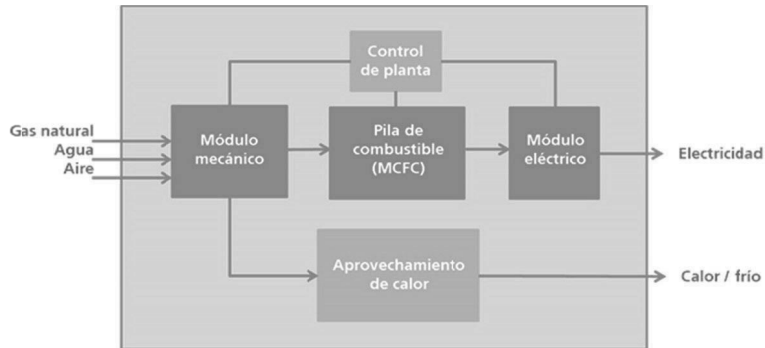 Control
de planta
Gas natural
Agua
Aire
Módulo
mecánico
Pila de
combustible
(MCFC)
Módulo
eléctrico
Electricidad
Aprovechamiento
de calor
Calor / frío